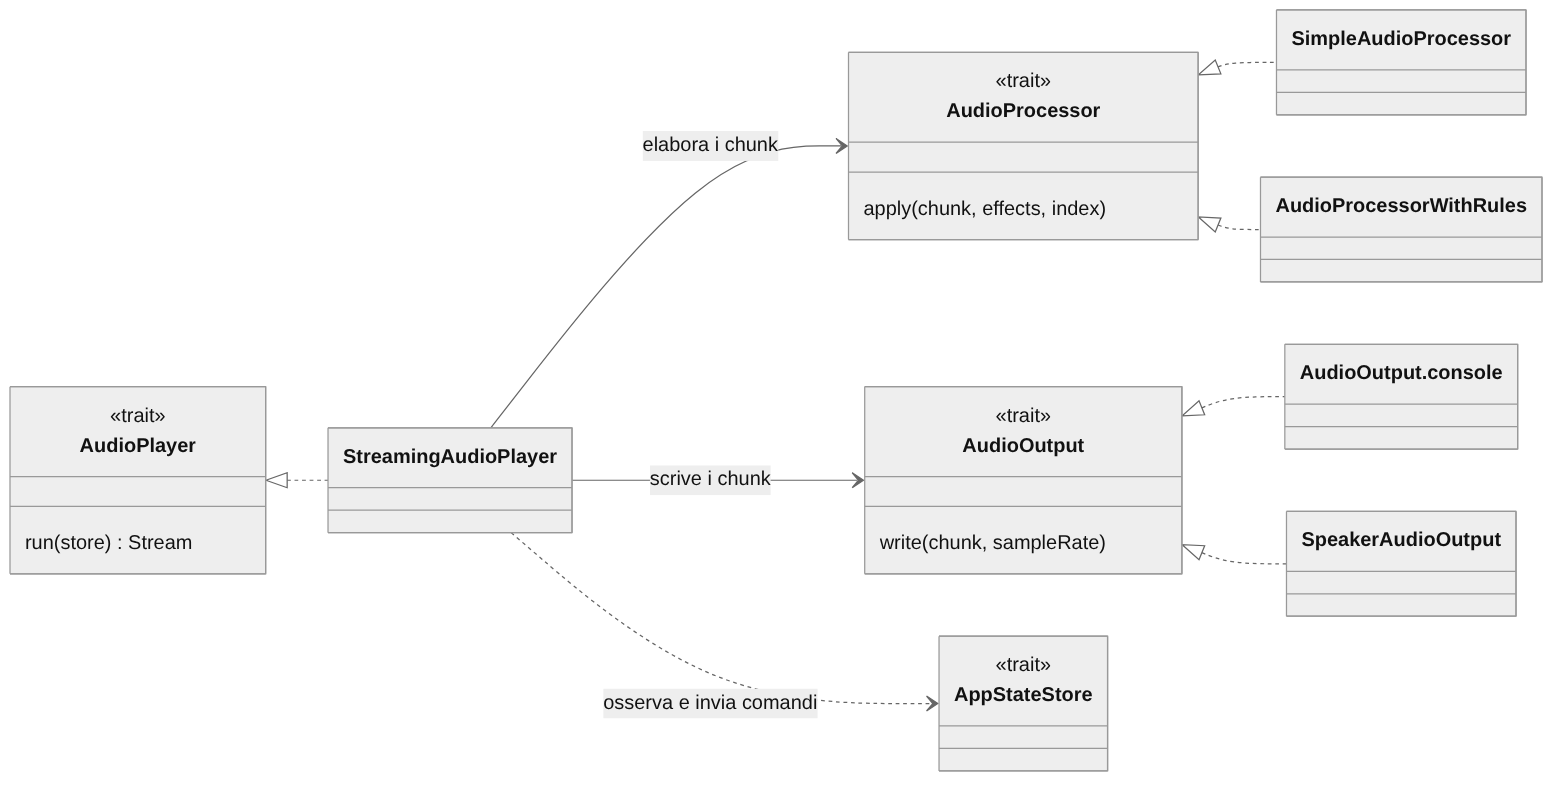 «trait»
AudioPlayer
run(store) : Stream
StreamingAudioPlayer
elabora i chunk
scrive i chunk
osserva e invia comandi
«trait»
AudioProcessor
apply(chunk, effects, index)
«trait»
AudioOutput
write(chunk, sampleRate)
«trait»
AppStateStore
SimpleAudioProcessor
AudioProcessorWithRules
AudioOutput.console
SpeakerAudioOutput